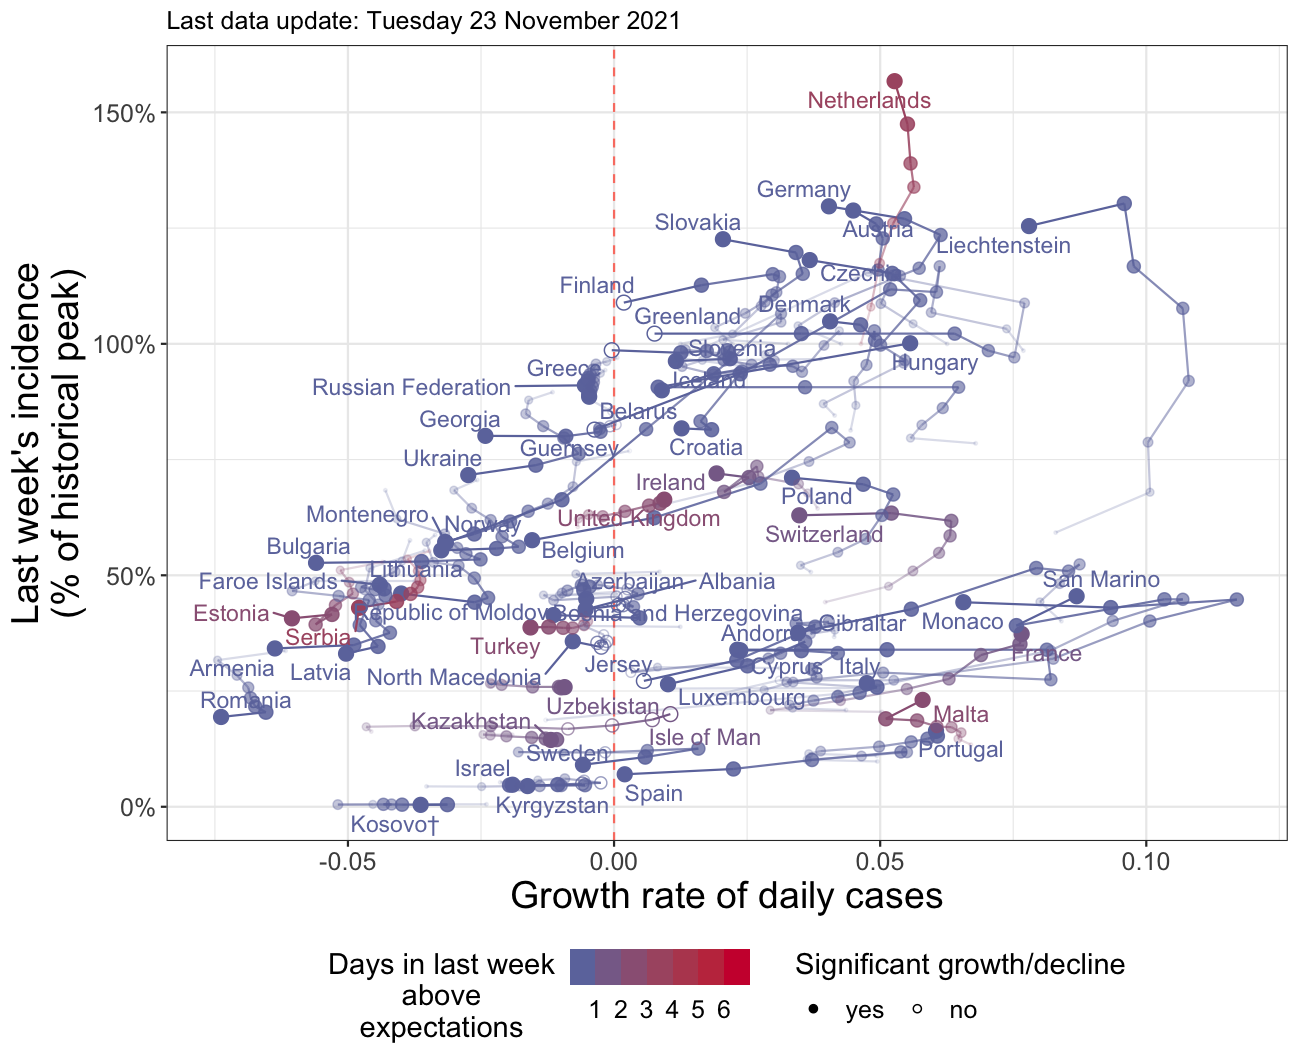 Last data update: Tuesday 23 November 2021
Last week's incidence
(% of historical peak)
150%
100%
50%
0%
Netherlands
Germany
Slovakia
Austria
Liechtenstein
Finland
Czechia
Denmark
Greenland
Slovenia
Hungary
Greece
Iceland
Russian Federation
Belarus
Georgia
Guernsey
Croatia
Ukraine
Ireland
Poland
Montenegro
Norway
United Kingdom
Switzerland
Bulgaria
Belgium
Lithuania
Faroe Islands
Azerbaijan
Albania
San Marino
Estonia
Republic of Moldova
Bosnia and Herzegovina
Gibraltar
Monaco
Serbia
Andorra
Turkey
France
Armenia
Latvia
North Macedonia
Jersey
Cyprus
Italy
Romania
Uzbekistan
Luxembourg
Malta
Kazakhstan
Isle of Man
Sweden
Portugal
Israel
Spain
Kyrgyzstan
Kosovo†
-0.05
0.00
0.05
0.10
Growth rate of daily cases
Days in last week
above
expectations
1 2 3 4 5 6
Significant growth/decline
yes
no